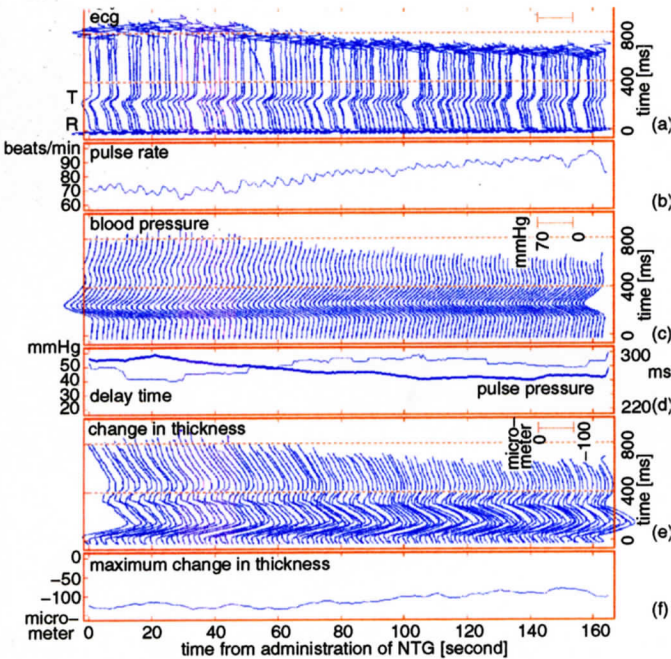 ecg
800
400
0
time [ms]
T
R
(a)
beats/min
pulse rate
90
80
70
60
(b)
blood pressure
mmHg
70
0
800
400
0
time [ms]
(c)
mmHg
50
40
30
20
delay time
pulse pressure
300
ms
220
(d)
change in thickness
micro-
meter
0
-100
800
400
0
time [ms]
(e)
maximum change in thickness
0
-50
-100
micro-
meter
(f)
0 20 40 60 80 100 120 140 160
time from administration of NTG [second]